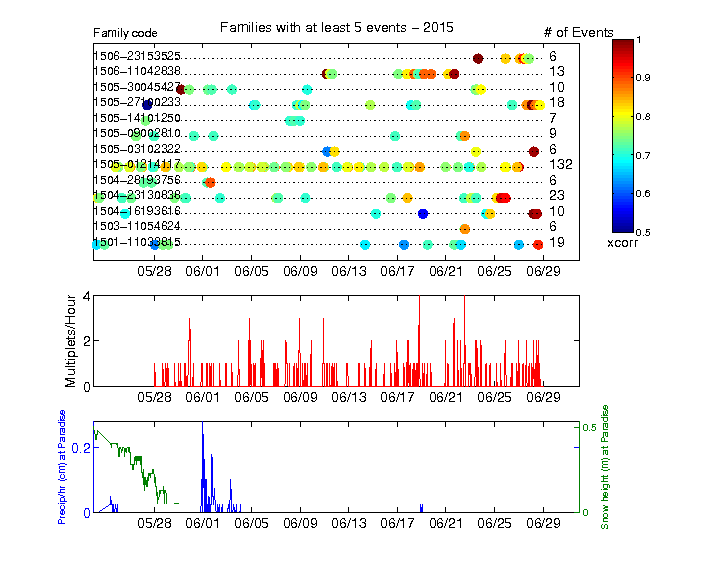 Families with at least 5 events − 2015
Family code
# of Events
1506−23153525 6
1506−11042838 13
1505−30045427 10
1505−27100233 18
1505−14101250 7
1505−09002810 9
1505−03102322 6
1505−01214117 132
1504−28193756 6
1504−23130838 23
1504−16193616 10
1503−11054624 6
1501−11033815 19
05/28 06/01 06/05 06/09 06/13 06/17 06/21 06/25 06/29
1
0.9
0.8
0.7
0.6
0.5
xcorr
Multiplets/Hour
4
2
0
05/28 06/01 06/05 06/09 06/13 06/17 06/21 06/25 06/29
Precip/hr (cm) at Paradise
0.2
0
Snow height (m) at Paradise
0.5
0
05/28 06/01 06/05 06/09 06/13 06/17 06/21 06/25 06/29